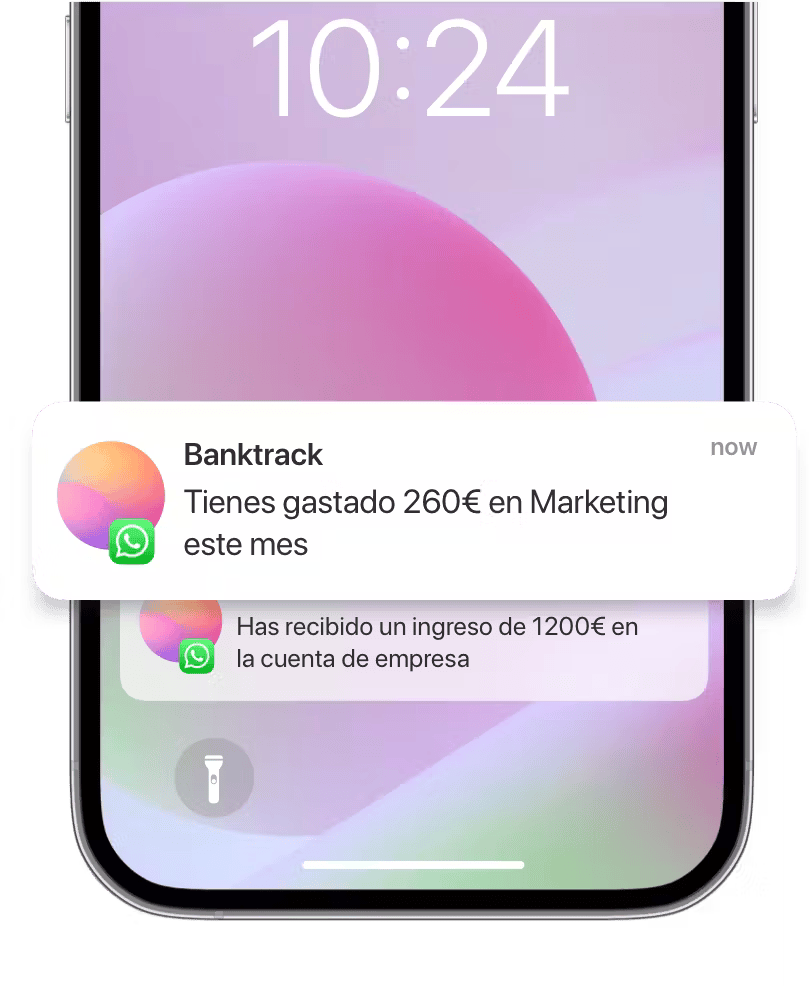 10:24
Banktrack
now
Tienes gastado 260€ en Marketing
este mes
Has recibido un ingreso de 1200€ en
la cuenta de empresa